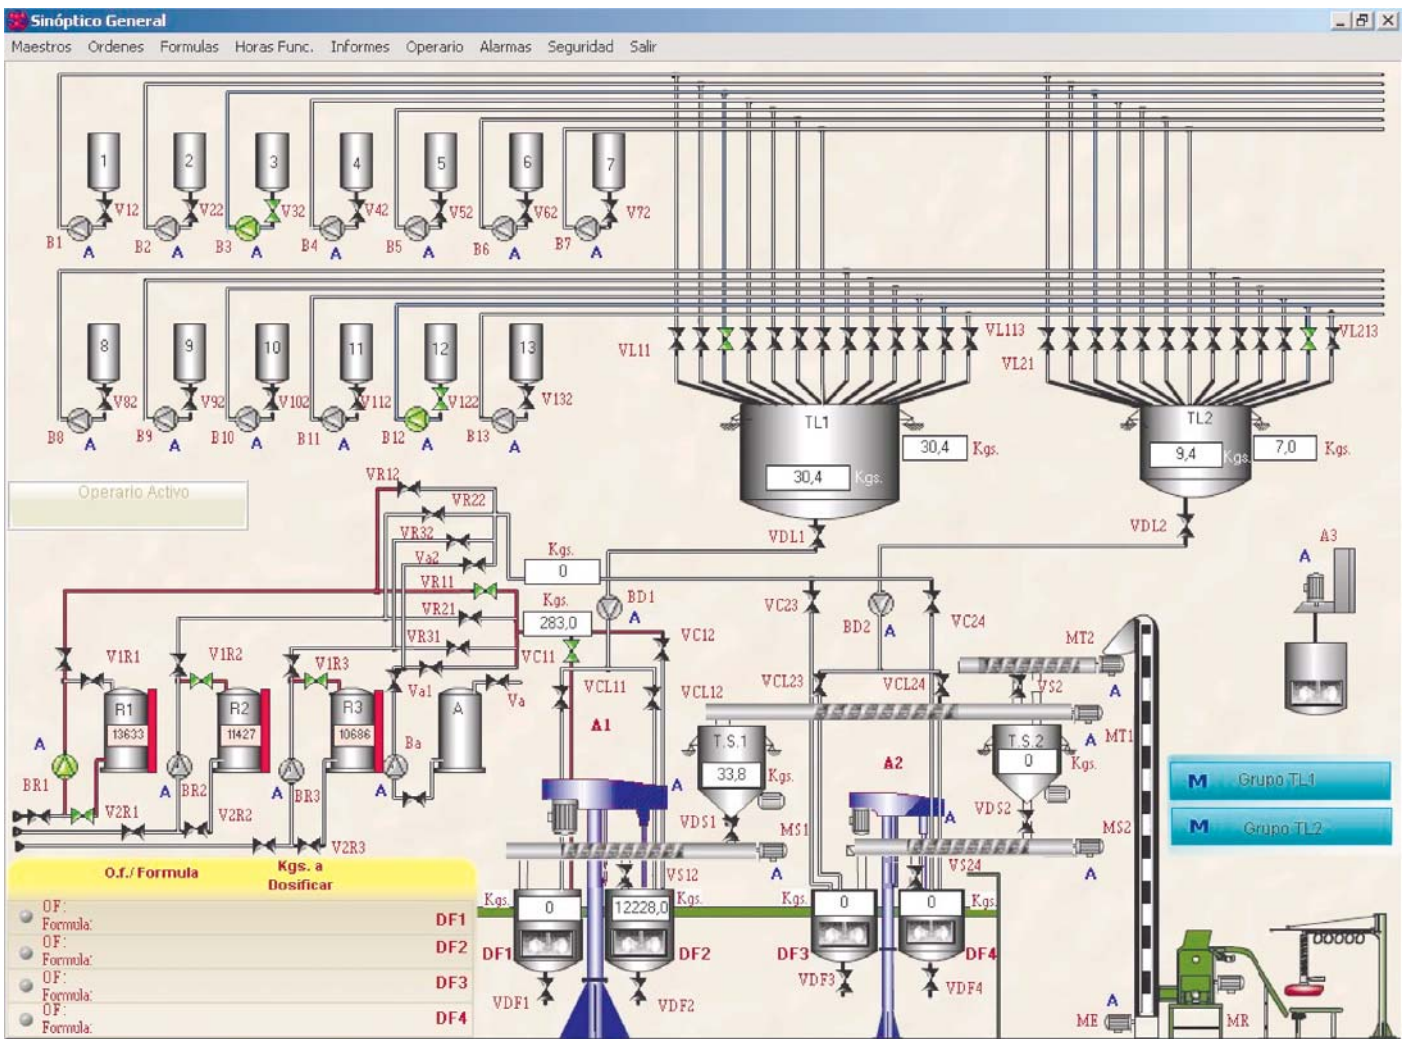 Sinóptico General
Maestros Ordenes Formulas Horas Func. Informes Operario Alarmas Seguridad Salir
1 2 3 4 5 6 7
V12 V22 V32 V42 V52 V62 V72
B1 B2 B3 B4 B5 B6 B7
A A A A A A A
8 9 10 11 12 13
VL11 VL113 VL21 VL213
V82 V92 V102 V112 V122 V132
B8 B9 B10 B11 B12 B13
A A A A A A
TL1 30,4 Kgs.
30,4 Kgs.
TL2 9,4 Kgs.
7,0 Kgs.
Operario Activo
VR12
VR22
VR32
Va2
VR11
VR21
VR31
VDL1 VDL2
Kgs.
0
Kgs.
283,0
BD1 A
BD2 A
VC23 VC24
VC11 VC12
A3
A
V1R1 V1R2 V1R3
Va1 Va
R1 13633
R2 11427
R3 10686
A
VCL11 VCL12 VCL23 VCL24
MT2
A
VS2
A1
MT1
A
T.S.1
33,8 Kgs.
A2
T.S.2
0 Kgs.
A A A A
BR1 BR2 BR3 Ba
V2R1 V2R2 V2R3
A
VDS1 MS1
A
A
VDS2 MS2
A
M Grupo TL1
M Grupo TL2
VS12 VS24
O.f./Formula Kgs. a
Dosificar
OF:
Formula: DF1
OF:
Formula: DF2
OF:
Formula: DF3
OF:
Formula: DF4
Kgs. 0
12228,0 Kgs.
Kgs. 0
0 Kgs.
DF1 DF2 DF3 DF4
VDF1 VDF2 VDF3 VDF4
A
ME MR